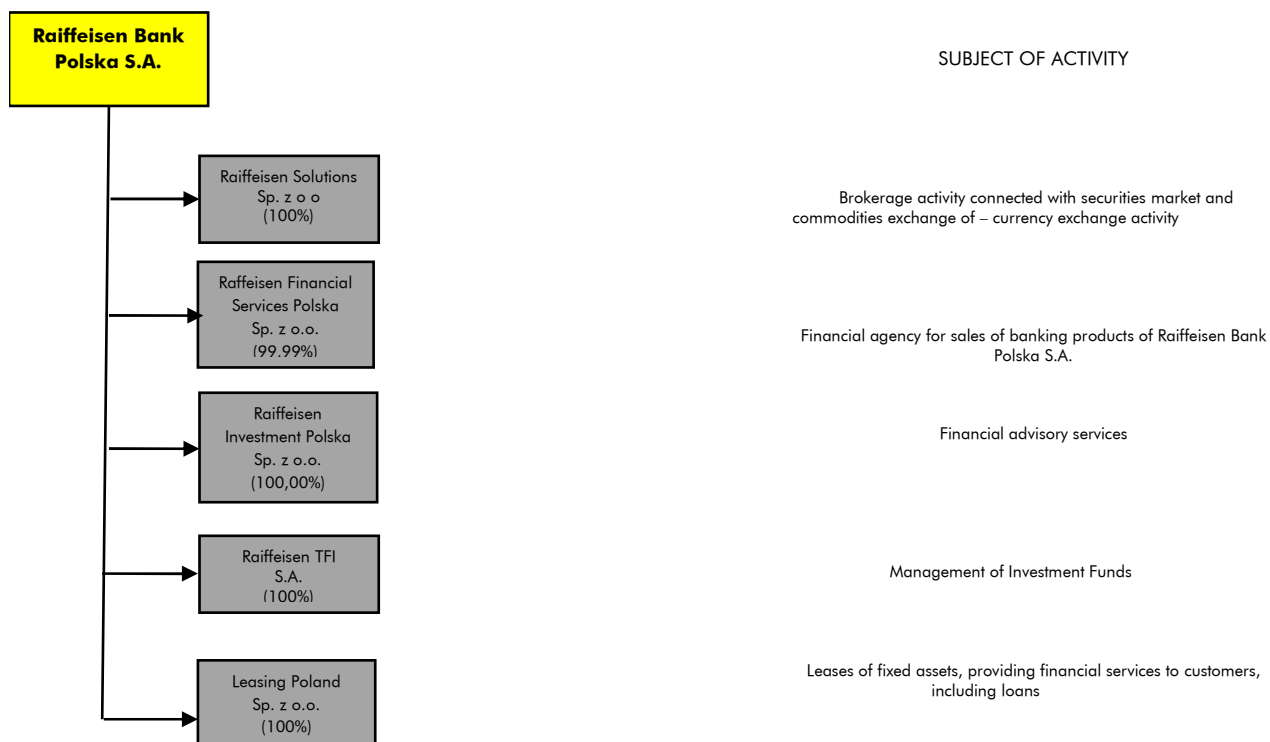 Raiffeisen Bank
Polska S.A.
SUBJECT OF ACTIVITY
Raiffeisen Solutions
Sp. z o o
(100%)
Brokerage activity connected with securities market and
commodities exchange of – currency exchange activity
Raffeisen Financial
Services Polska
Sp. z o.o.
(99.99%)
Financial agency for sales of banking products of Raiffeisen Bank
Polska S.A.
Raiffeisen
Investment Polska
Sp. z o.o.
(100,00%)
Financial advisory services
Raiffeisen TFI
S.A.
(100%)
Management of Investment Funds
Leasing Poland
Sp. z o.o.
(100%)
Leases of fixed assets, providing financial services to customers,
including loans